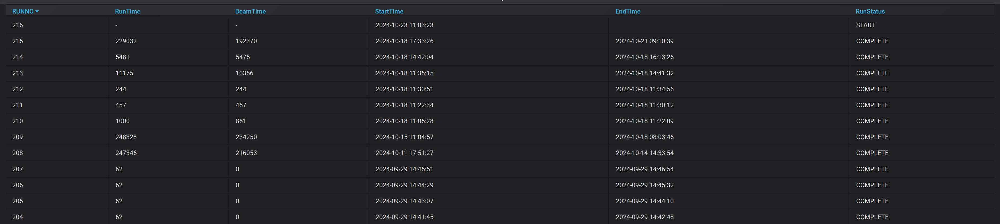 RUNNO RunTime BeamTime StartTime EndTime RunStatus
216 - - 2024-10-23 11:03:23 START
215 229032 192370 2024-10-18 17:33:26 2024-10-21 09:10:39 COMPLETE
214 5481 5475 2024-10-18 14:42:04 2024-10-18 16:13:26 COMPLETE
213 11175 10356 2024-10-18 11:35:15 2024-10-18 14:41:32 COMPLETE
212 244 244 2024-10-18 11:30:51 2024-10-18 11:34:56 COMPLETE
211 457 457 2024-10-18 11:22:34 2024-10-18 11:30:12 COMPLETE
210 1000 851 2024-10-18 11:05:28 2024-10-18 11:22:09 COMPLETE
209 248328 234250 2024-10-15 11:04:57 2024-10-18 08:03:46 COMPLETE
208 247346 216053 2024-10-11 17:51:27 2024-10-14 14:33:54 COMPLETE
207 62 0 2024-09-29 14:45:51 2024-09-29 14:46:54 COMPLETE
206 62 0 2024-09-29 14:44:29 2024-09-29 14:45:32 COMPLETE
205 62 0 2024-09-29 14:43:07 2024-09-29 14:44:10 COMPLETE
204 62 0 2024-09-29 14:41:45 2024-09-29 14:42:48 COMPLETE